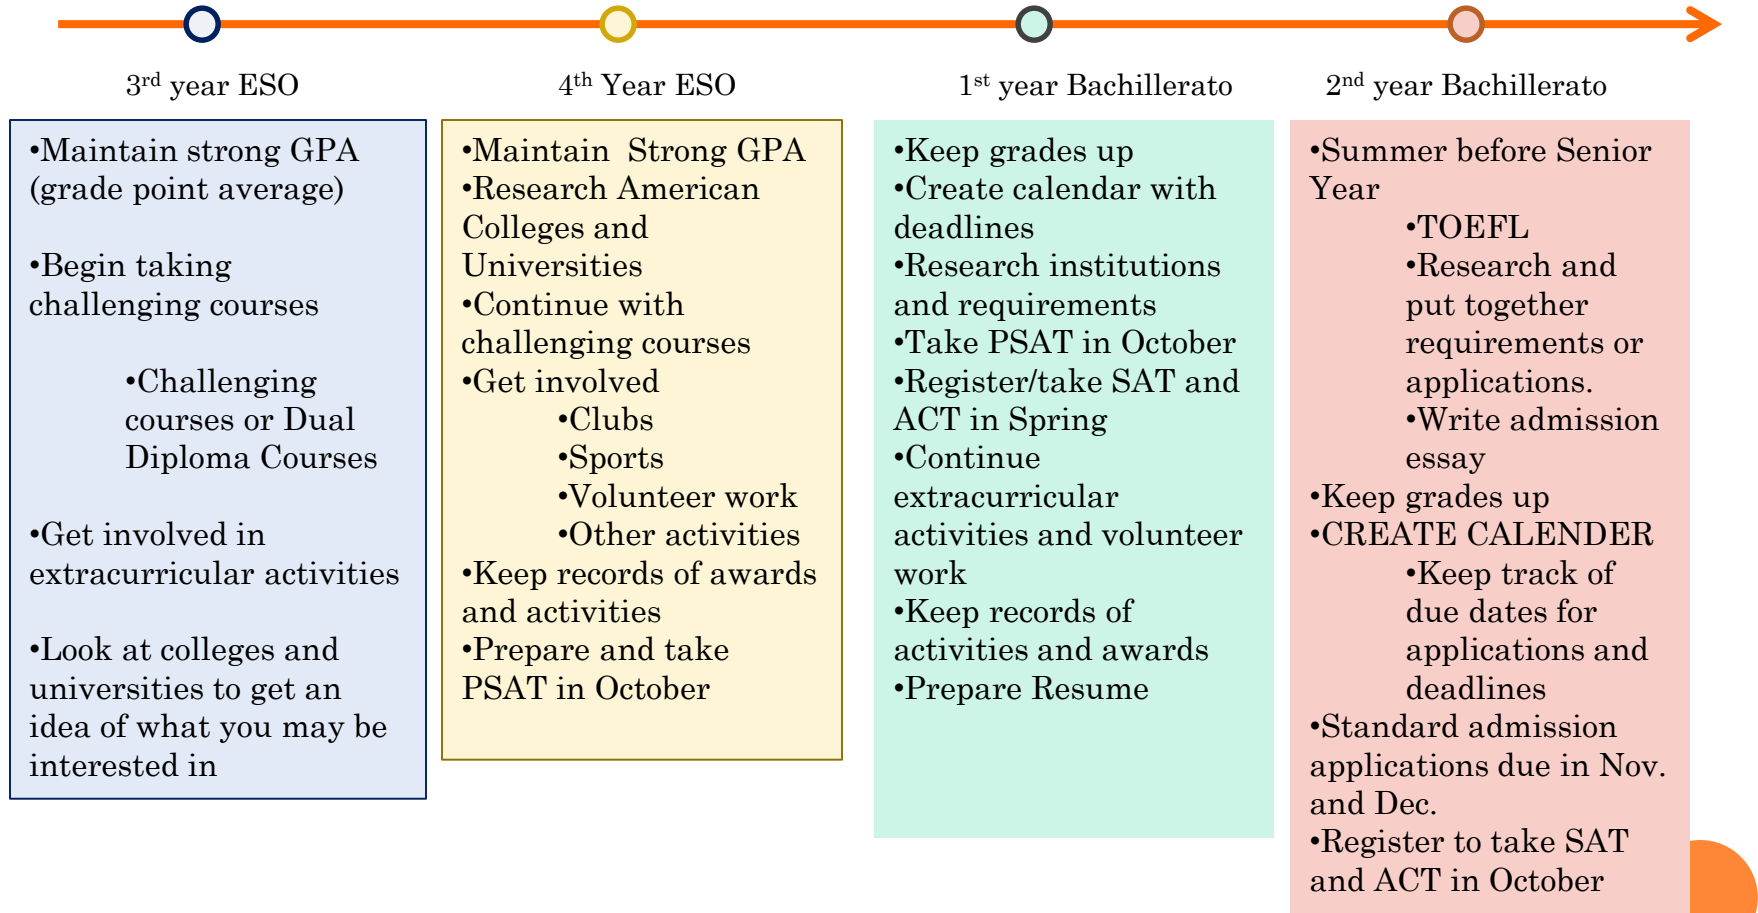 3rd year ESO
4th Year ESO
1st year Bachillerato
2nd year Bachillerato
•Maintain strong GPA
(grade point average)
•Begin taking
challenging courses
•Challenging
courses or Dual
Diploma Courses
•Get involved in
extracurricular activities
•Look at colleges and
universities to get an
idea of what you may be
interested in
•Maintain  Strong GPA
•Research American
Colleges and
Universities
•Continue with
challenging courses
•Get involved
•Clubs
•Sports
•Volunteer work
•Other activities
•Keep records of awards
and activities
•Prepare and take
PSAT in October
•Keep grades up
•Create calendar with
deadlines
•Research institutions
and requirements
•Take PSAT in October
•Register/take SAT and
ACT in Spring
•Continue
extracurricular
activities and volunteer
work
•Keep records of
activities and awards
•Prepare Resume
•Summer before Senior
Year
•TOEFL
•Research and
put together
requirements or
applications.
•Write admission
essay
•Keep grades up
•CREATE CALENDER
•Keep track of
due dates for
applications and
deadlines
•Standard admission
applications due in Nov.
and Dec.
•Register to take SAT
and ACT in October